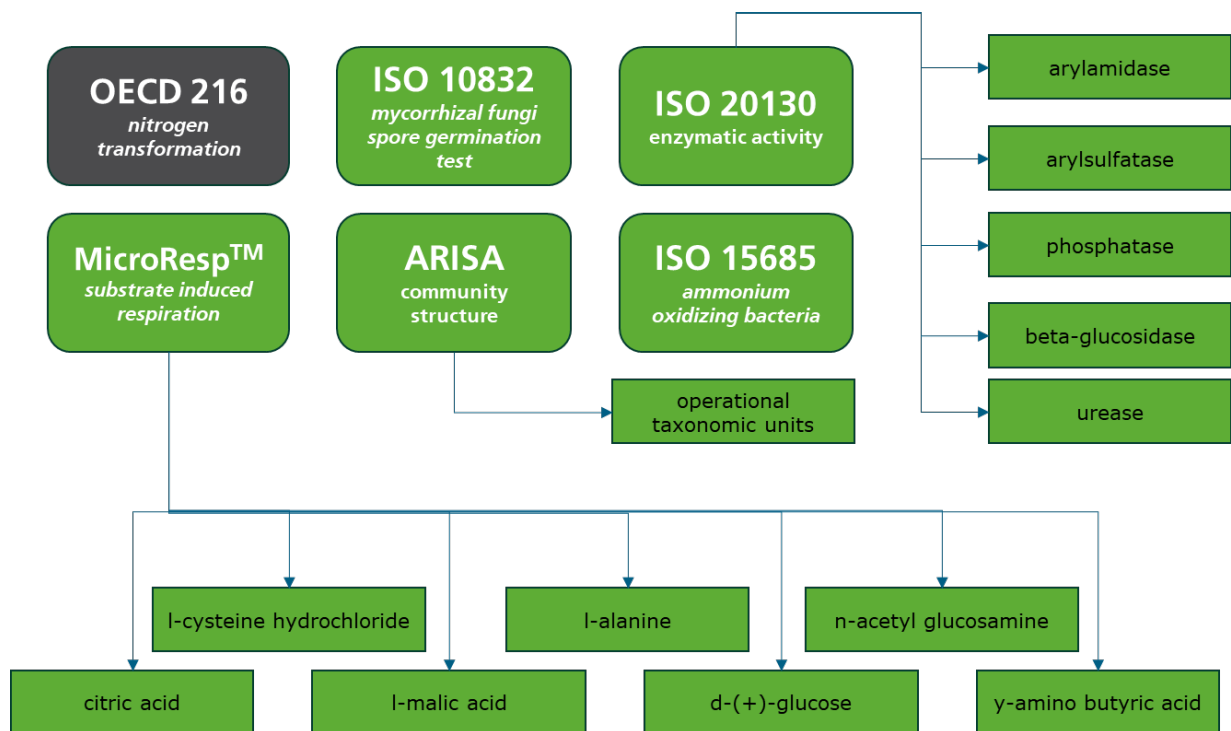 OECD 216
nitrogen
transformation
ISO 10832
mycorrhizal fungi
spore germination
test
ISO 20130
enzymatic activity
arylamidase
arylsulfatase
phosphatase
beta-glucosidase
urease
MicroResp™
substrate induced
respiration
ARISA
community
structure
ISO 15685
ammonium
oxidizing bacteria
operational
taxonomic units
l-cysteine hydrochloride
l-alanine
n-acetyl glucosamine
citric acid
l-malic acid
d-(+)-glucose
y-amino butyric acid